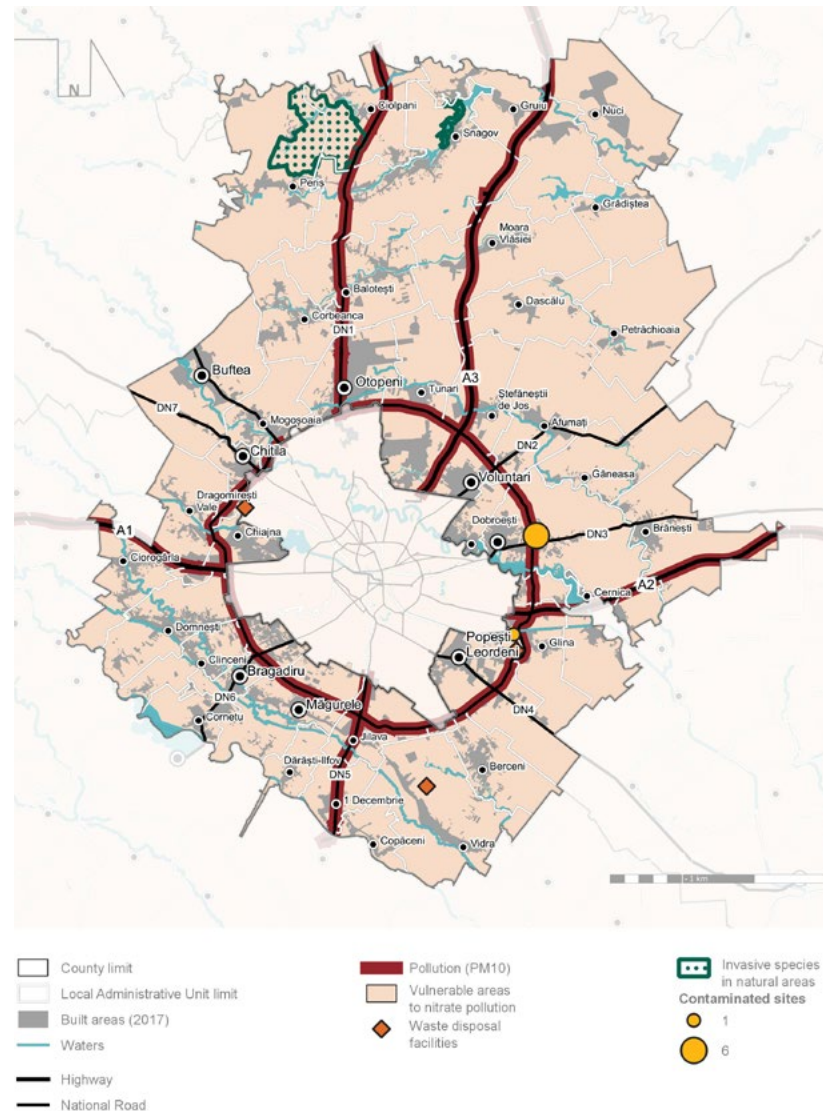 N
Ciolpani
Gruiu
Nuci
Snagov
Periș
Grădiștea
Moara
Vlăsiei
Balotești
Dascălu
Corbeanca
Petrăchioaia
DN1
Buftea
Otopeni
A3
Tunari
Ștefăneștii
de Jos
DN7
Mogoșoaia
Afumați
Chitila
DN2
Voluntari
Găneasa
Dragomirești
Vale
Dobroești
Chiajna
DN3
Brănești
A1
Ciorogârla
A2
Cernica
Domnești
Popești
Leordeni
Glina
Clinceni
Bragadiru
DN6
Măgurele
DN4
Cornetu
Jilava
Dărăști-Ilfov
DN5
Berceni
1 Decembrie
Copăceni
Vidra
1 km
County limit
Local Administrative Unit limit
Built areas (2017)
Waters
Highway
National Road
Pollution (PM10)
Vulnerable areas
to nitrate pollution
Waste disposal
facilities
Invasive species
in natural areas
Contaminated sites
1
6